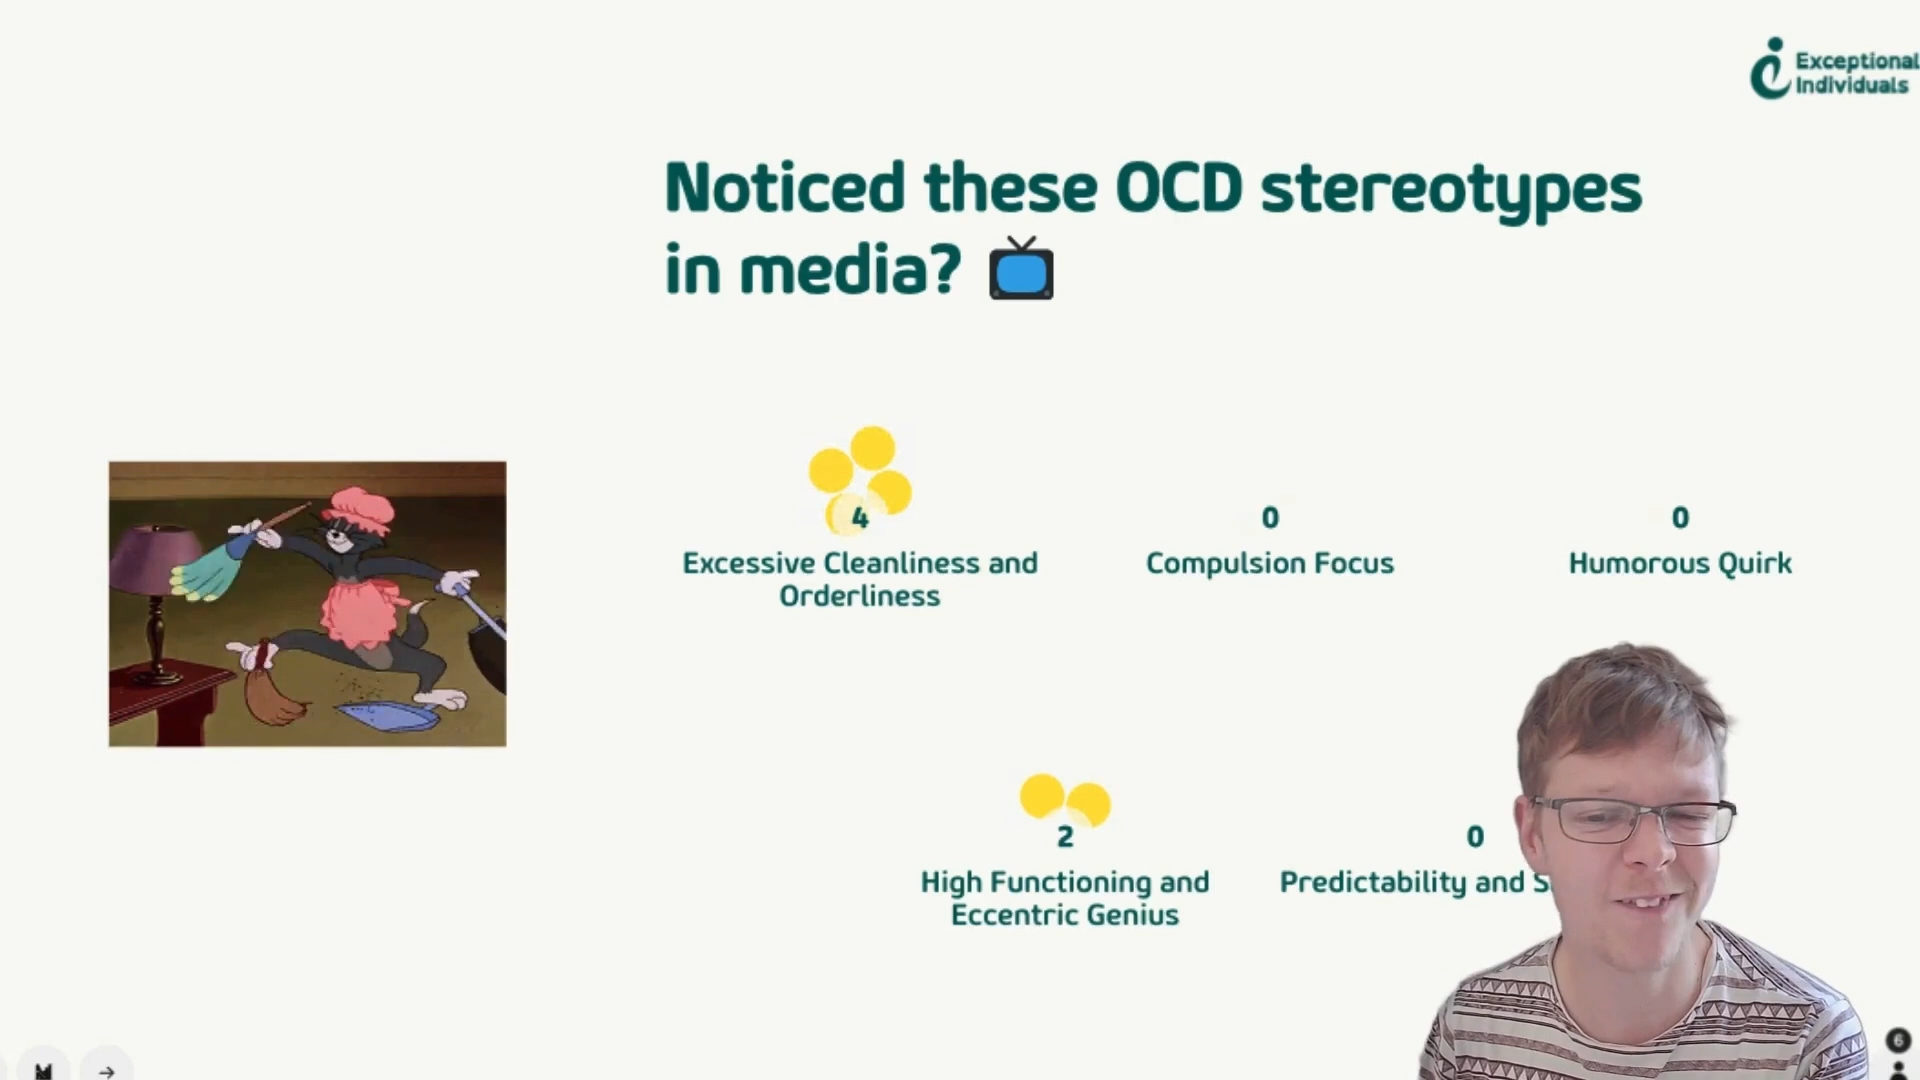 Exceptional
Individuals
Noticed these OCD stereotypes
in media?
4
Excessive Cleanliness and
Orderliness
0
Compulsion Focus
0
Humorous Quirk
2
High Functioning and
Eccentric Genius
0
Predictability and
6